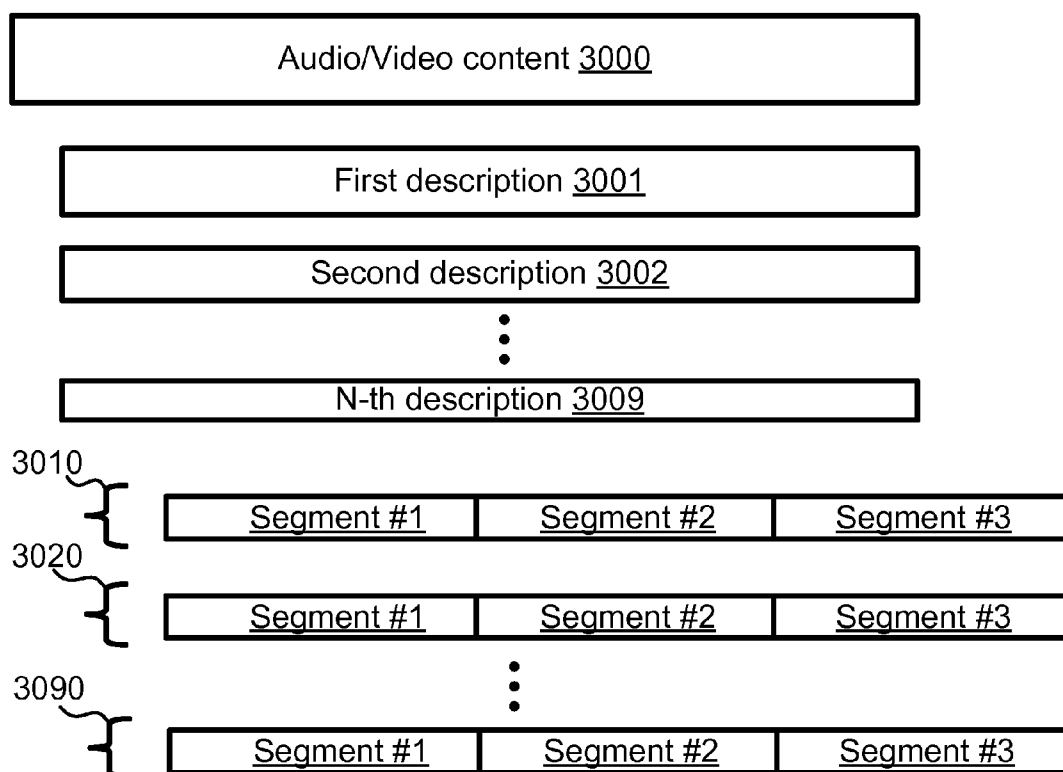 Audio/Video content 3000
First description 3001
Second description 3002
N-th description 3009
3010
Segment #1 Segment #2 Segment #3
3020
Segment #1 Segment #2 Segment #3
3090
Segment #1 Segment #2 Segment #3